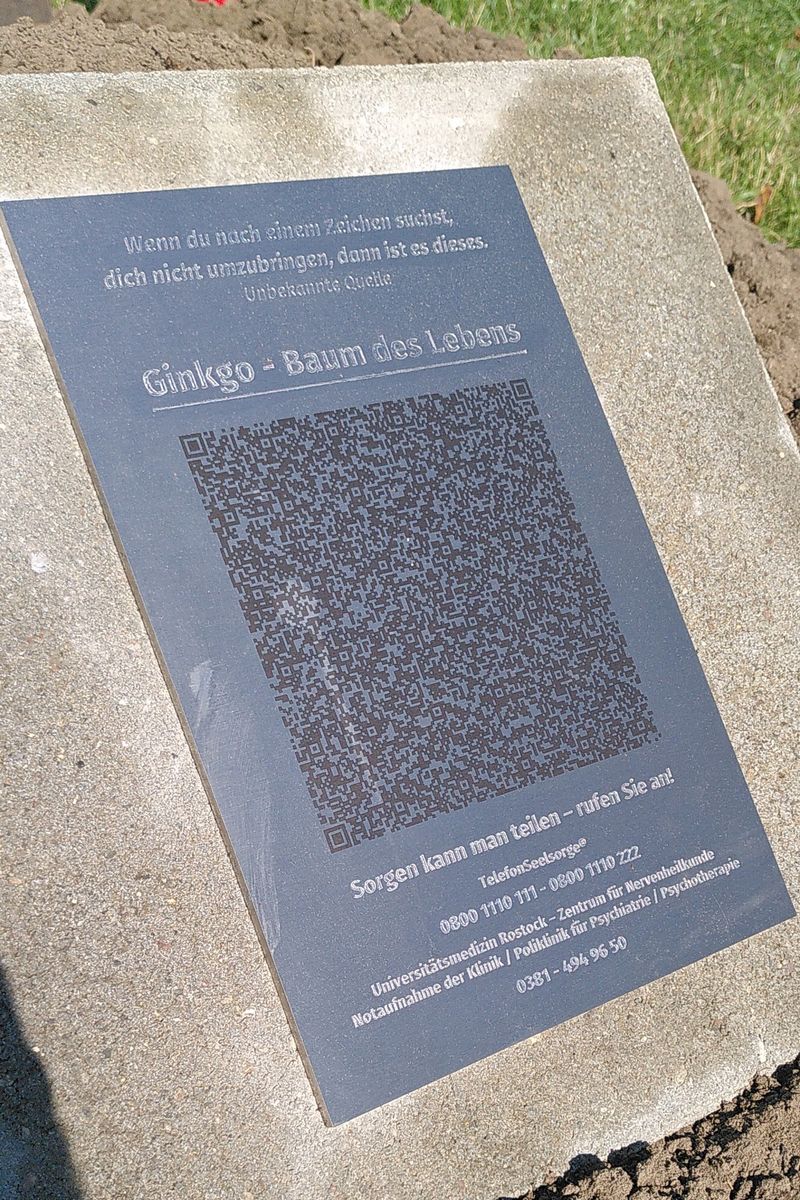 Wenn du nach einem Zeichen suchst,
dich nicht umzubringen, dann ist es dieses.
Unbekannte Quelle
Ginkgo - Baum des Lebens
Sorgen kann man teilen – rufen Sie an!
TelefonSeelsorge®
0800 1110 111 - 0800 1110 222
Universitätsmedizin Rostock – Zentrum für Nervenheilkunde
Notaufnahme der Klinik / Poliklinik für Psychiatrie / Psychotherapie
0381 - 494 96 50